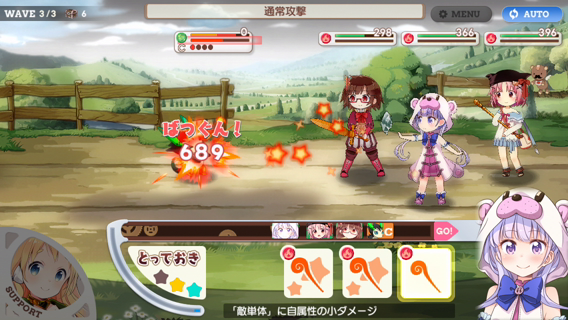 WAVE 3/3 6
通常攻撃
MENU
AUTO
0
298
366
396
C
ばつぐん!
689
C
GO!
とっておき
SUPPORT
「敵単体」に自属性の小ダメージ